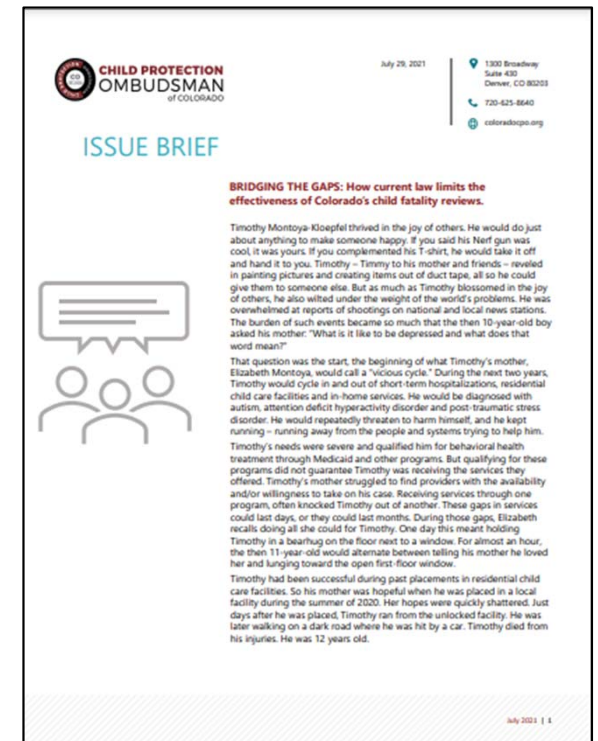 CHILD PROTECTION
OMBUDSMAN
of COLORADO
July 29, 2021
1300 Broadway
Suite 430
Denver, CO 80203
720-625-8640
coloradocpo.org
ISSUE BRIEF
BRIDGING THE GAPS: How current law limits the
effectiveness of Colorado's child fatality reviews.
Timothy Montoya-Kloepfel thrived in the joy of others. He would do just
about anything to make someone happy. If you said his Nerf gun was
cool, it was yours. If you complemented his T-shirt, he would take it off
and hand it to you. Timothy – Timmy to his mother and friends – reveled
in painting pictures and creating items out of duct tape, all so he could
give them to someone else. But as much as Timothy blossomed in the joy
of others, he also wilted under the weight of the world's problems. He was
overwhelmed at reports of shootings on national and local news stations.
The burden of such events became so much that the then 10-year-old boy
asked his mother: "What is it like to be depressed and what does that
word mean?"
That question was the start, the beginning of what Timothy's mother,
Elizabeth Montoya, would call a "vicious cycle." During the next two years,
Timothy would cycle in and out of short-term hospitalizations, residential
child care facilities and in-home services. He would be diagnosed with
autism, attention deficit hyperactivity disorder and post-traumatic stress
disorder. He would repeatedly threaten to harm himself, and he kept
running – running away from the people and systems trying to help him.
Timothy's needs were severe and qualified him for behavioral health
treatment through Medicaid and other programs. But qualifying for these
programs did not guarantee Timothy was receiving the services they
offered. Timothy's mother struggled to find providers with the availability
and/or willingness to take on his case. Receiving services through one
program, often knocked Timothy out of another. These gaps in services
could last days, or they could last months. During those gaps, Elizabeth
recalls doing all she could for Timothy. One day this meant holding
Timothy in a bearhug on the floor next to a window. For almost an hour,
the then 11-year-old would alternate between telling his mother he loved
her and lunging toward the open first-floor window.
Timothy had been successful during past placements in residential child
care facilities. So his mother was hopeful when he was placed in a local
facility during the summer of 2020. Her hopes were quickly shattered. Just
days after he was placed, Timothy ran from the unlocked facility. He was
later walking on a dark road where he was hit by a car. Timothy died from
his injuries. He was 12 years old.
July 2021 | 1